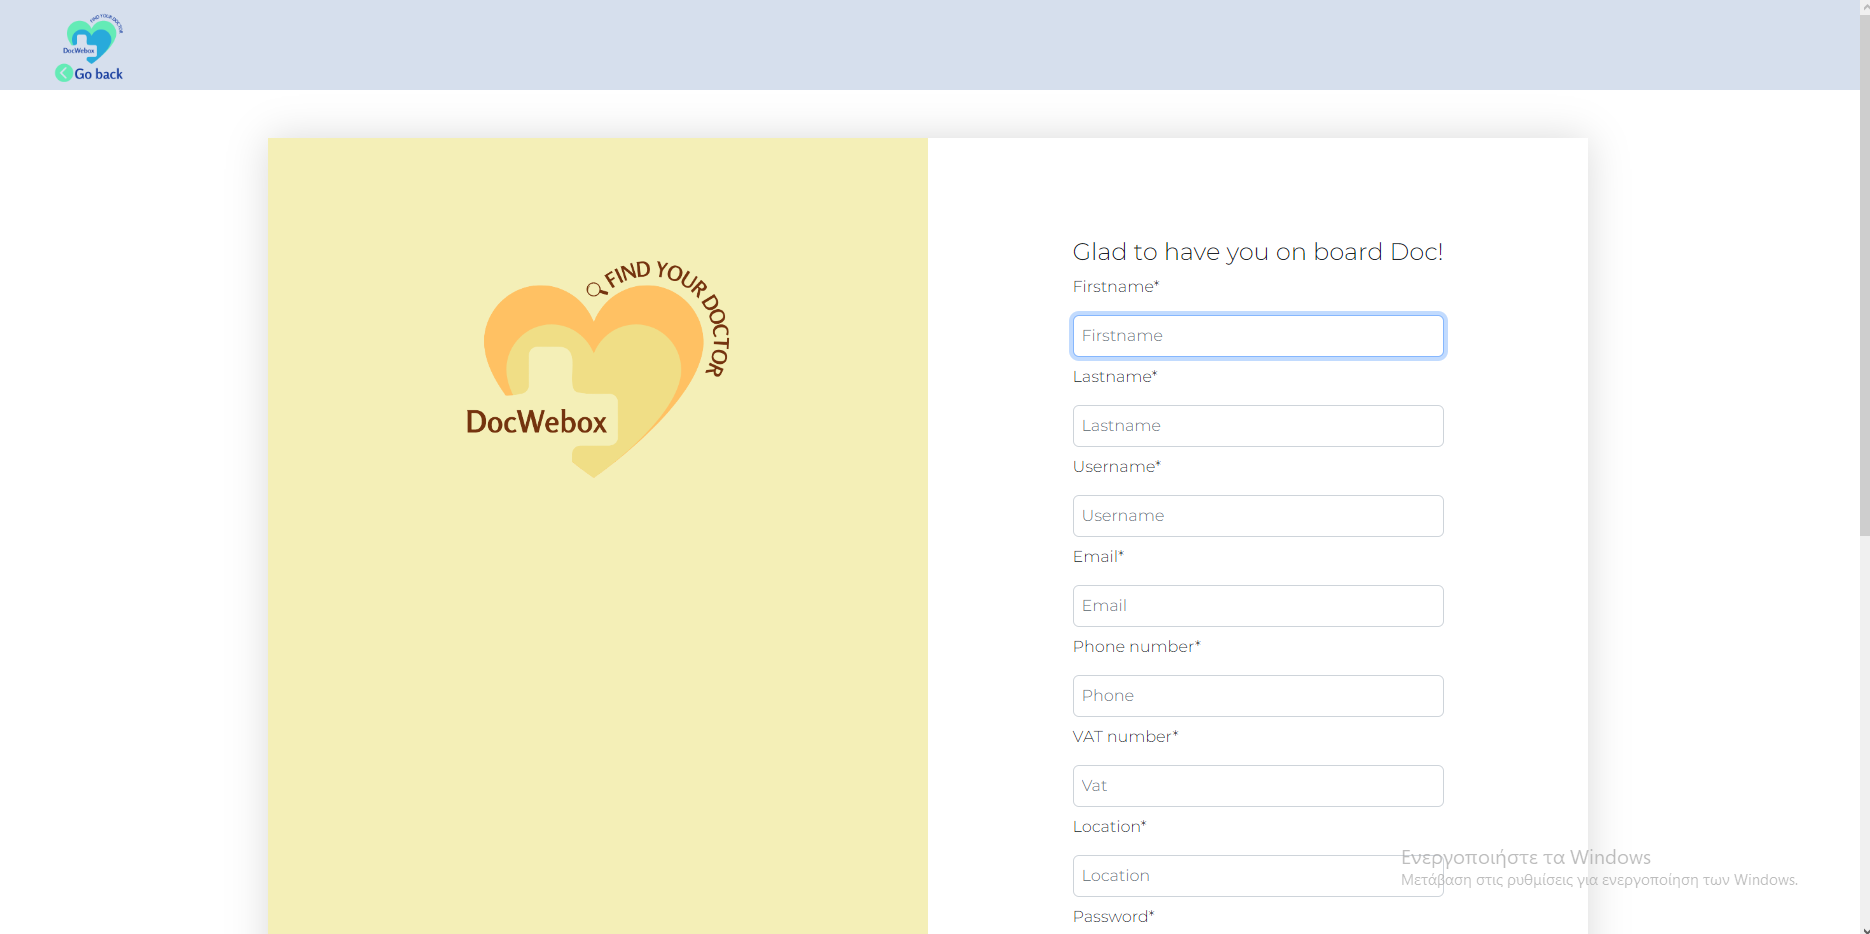 FIND YOUR DOCTOR
DocWebox
Go back
FIND YOUR DOCTOR
DocWebox
Glad to have you on board Doc!
Firstname*
Firstname
Lastname*
Lastname
Username*
Username
Email*
Email
Phone number*
Phone
VAT number*
Vat
Location*
Location
Password*
Ενεργοποιήστε τα Windows
Μετάβαση στις ρυθμίσεις για ενεργοποίηση των Windows.